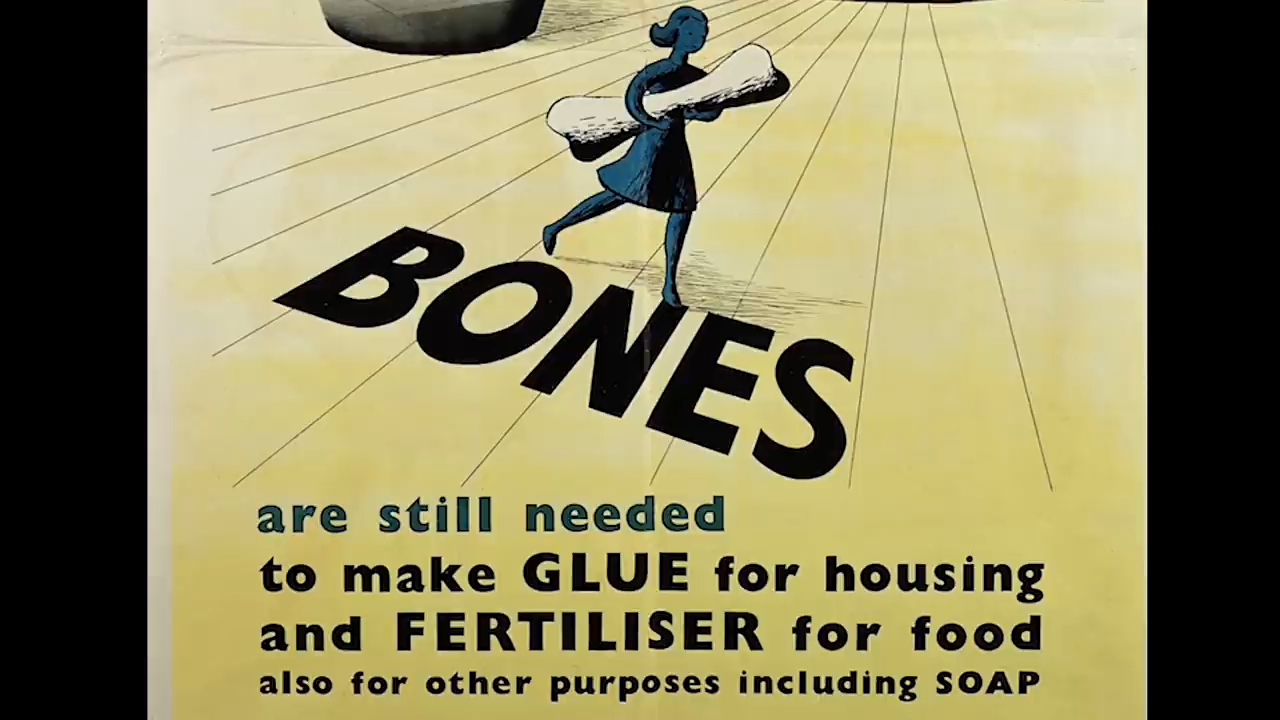 BONES
are still needed
to make GLUE for housing
and FERTILISER for food
also for other purposes including SOAP